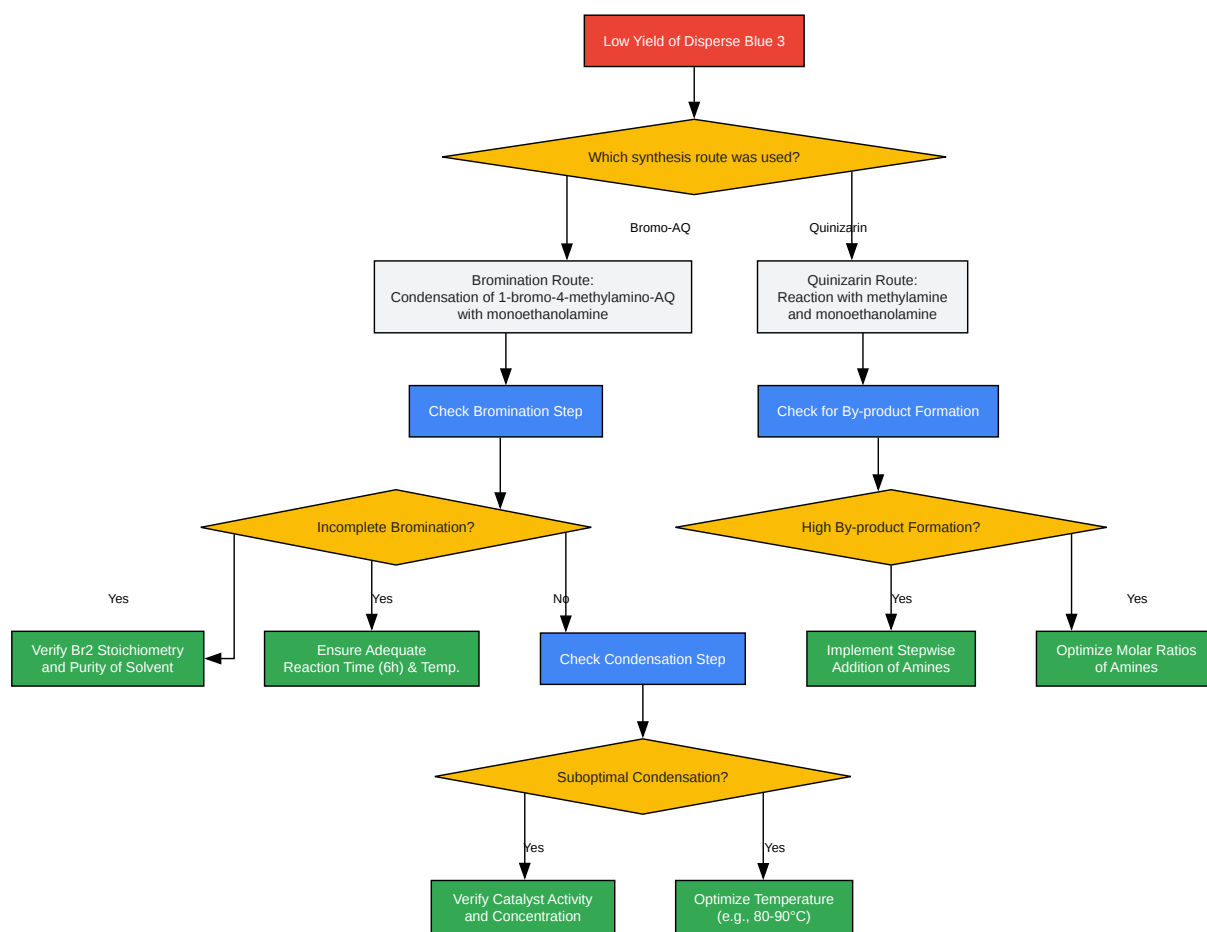 Low Yield of Disperse Blue 3
Which synthesis route was used?
Bromo-AQ
Quinizarin
Bromination Route:
Condensation of 1-bromo-4-methylamino-AQ
with monoethanolamine
Quinizarin Route:
Reaction with methylamine
and monoethanolamine
Check Bromination Step
Check for By-product Formation
Incomplete Bromination?
High By-product Formation?
Yes
Yes
No
Yes
Yes
Verify Br2 Stoichiometry
and Purity of Solvent
Ensure Adequate
Reaction Time (6h) & Temp.
Check Condensation Step
Implement Stepwise
Addition of Amines
Optimize Molar Ratios
of Amines
Suboptimal Condensation?
Yes
Yes
Verify Catalyst Activity
and Concentration
Optimize Temperature
(e.g., 80-90°C)